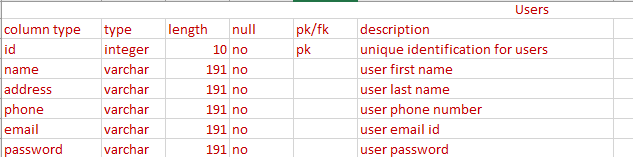 Users
column type type length null pk/fk description
id integer 10 no pk unique identification for users
name varchar 191 no user first name
address varchar 191 no user last name
phone varchar 191 no user phone number
email varchar 191 no user email id
password varchar 191 no user password